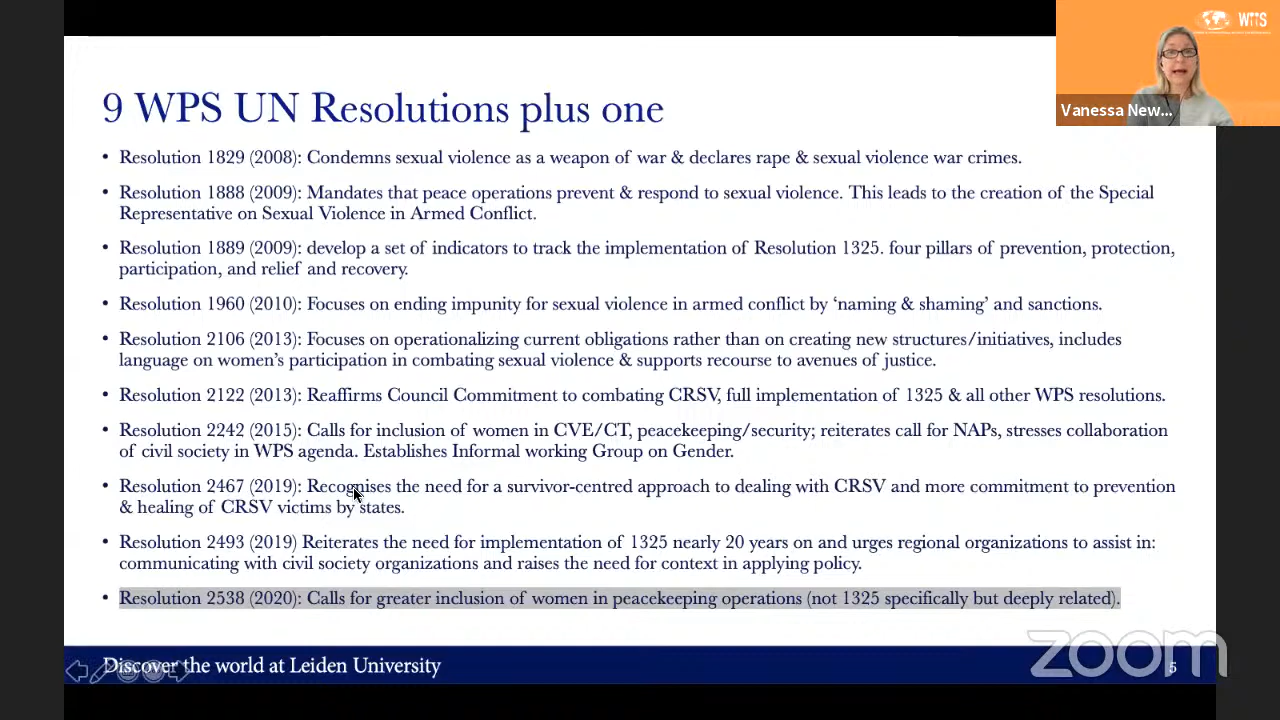 WIIS
Vanessa New...
9 WPS UN Resolutions plus one
• Resolution 1829 (2008): Condemns sexual violence as a weapon of war & declares rape & sexual violence war crimes.
• Resolution 1888 (2009): Mandates that peace operations prevent & respond to sexual violence. This leads to the creation of the Special
Representative on Sexual Violence in Armed Conflict.
• Resolution 1889 (2009): develop a set of indicators to track the implementation of Resolution 1325. four pillars of prevention, protection,
participation, and relief and recovery.
• Resolution 1960 (2010): Focuses on ending impunity for sexual violence in armed conflict by ‘naming & shaming’ and sanctions.
• Resolution 2106 (2013): Focuses on operationalizing current obligations rather than on creating new structures/initiatives, includes
language on women’s participation in combating sexual violence & supports recourse to avenues of justice.
• Resolution 2122 (2013): Reaffirms Council Commitment to combating CRSV, full implementation of 1325 & all other WPS resolutions.
• Resolution 2242 (2015): Calls for inclusion of women in CVE/CT, peacekeeping/security; reiterates call for NAPs, stresses collaboration
of civil society in WPS agenda. Establishes Informal working Group on Gender.
• Resolution 2467 (2019): Recognises the need for a survivor-centred approach to dealing with CRSV and more commitment to prevention
& healing of CRSV victims by states.
• Resolution 2493 (2019) Reiterates the need for implementation of 1325 nearly 20 years on and urges regional organizations to assist in:
communicating with civil society organizations and raises the need for context in applying policy.
• Resolution 2538 (2020): Calls for greater inclusion of women in peacekeeping operations (not 1325 specifically but deeply related).
Discover the world at Leiden University
zoom
5